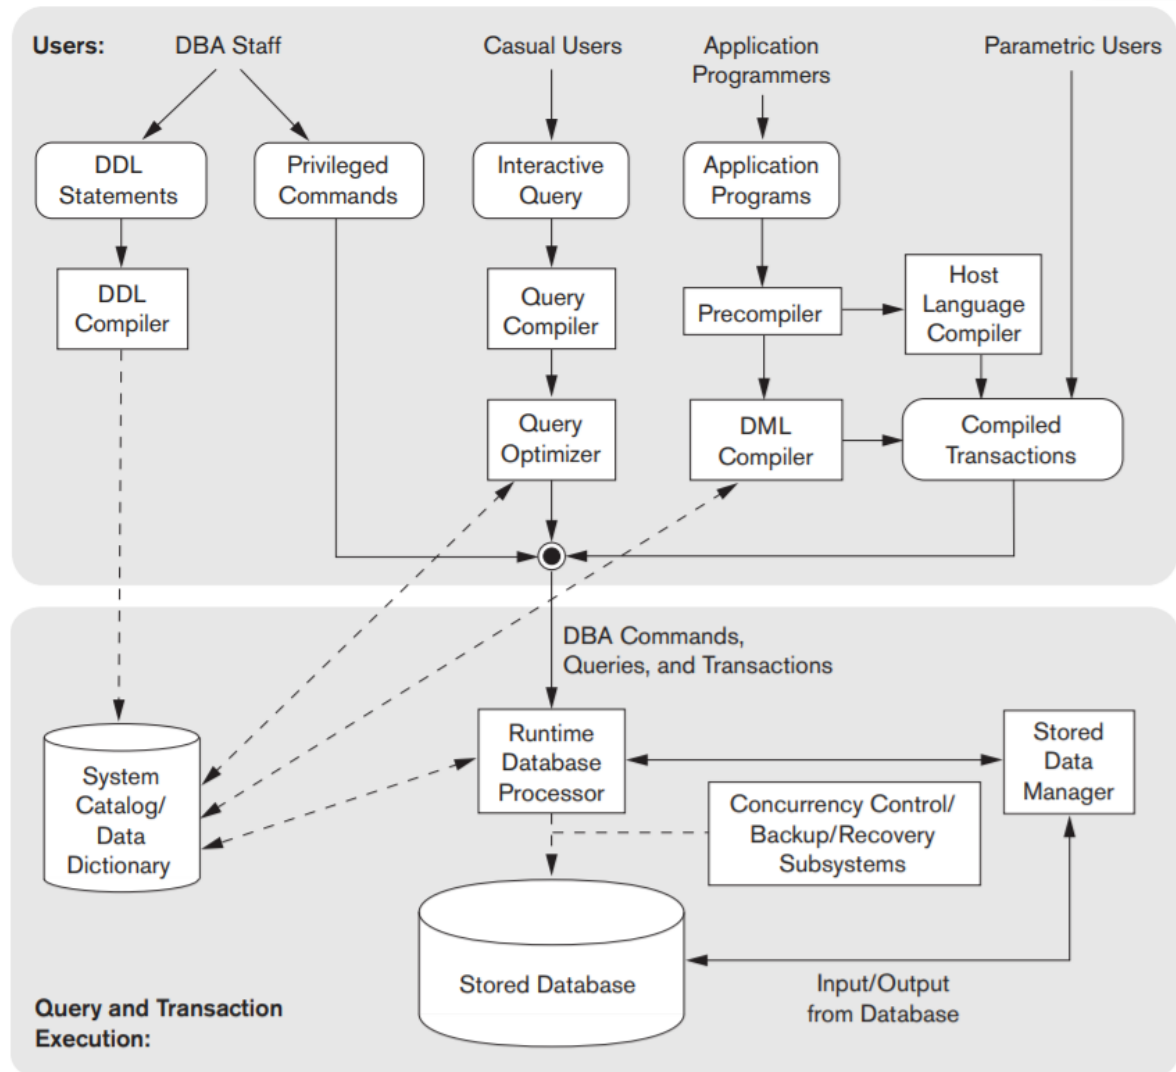 Users:
DBA Staff
Casual Users
Application
Programmers
Parametric Users
DDL
Statements
Privileged
Commands
Interactive
Query
Application
Programs
DDL
Compiler
Query
Compiler
Precompiler
Host
Language
Compiler
Query
Optimizer
DML
Compiler
Compiled
Transactions
DBA Commands,
Queries, and Transactions
System
Catalog/
Data
Dictionary
Runtime
Database
Processor
Stored
Data
Manager
Concurrency Control/
Backup/Recovery
Subsystems
Stored Database
Input/Output
from Database
Query and Transaction
Execution: